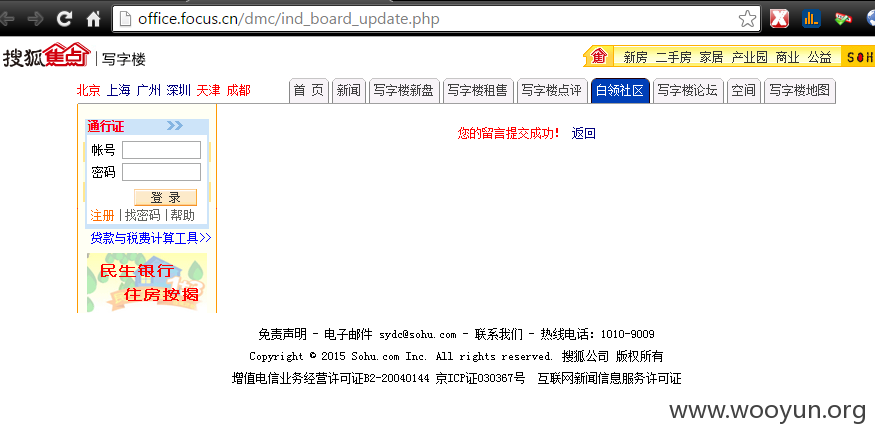 office.focus.cn/dmc/ind_board_update.php
搜狐焦点 | 写字楼
新房 二手房 家居 产业园 商业 公益 SOH
北京 上海 广州 深圳 天津 成都
首 页 新闻 写字楼新盘 写字楼租售 写字楼点评 白领社区 写字楼论坛 空间 写字楼地图
通行证 >>
您的留言提交成功! 返回
帐号
密码
登 录
注册 | 找密码 | 帮助
贷款与税费计算工具>>
民生银行
住房按揭
免责声明 - 电子邮件 sydc@sohu.com - 联系我们 - 热线电话: 1010-9009
Copyright © 2015 Sohu.com Inc. All rights reserved. 搜狐公司 版权所有
增值电信业务经营许可证B2-20040144 京ICP证030367号 互联网新闻信息服务许可证
www.wooyun.org